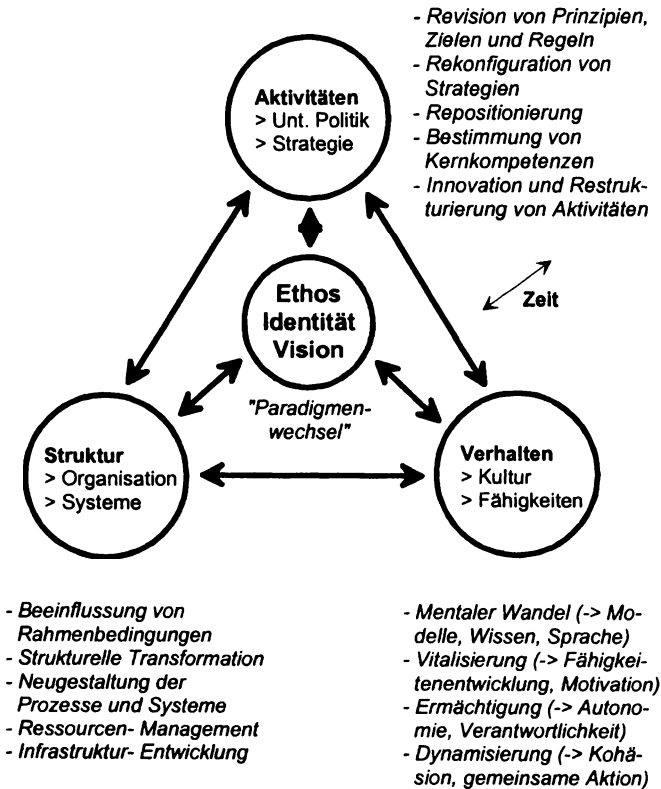 - Revision von Prinzipien,
Zielen und Regeln
- Rekonfiguration von
Strategien
- Repositionierung
- Bestimmung von
Kernkompetenzen
- Innovation und Restruk-
turierung von Aktivitäten
Aktivitäten
> Unt. Politik
> Strategie
Zeit
Ethos
Identität
Vision
"Paradigmen-
wechsel"
Struktur
> Organisation
> Systeme
Verhalten
> Kultur
> Fähigkeiten
- Beeinflussung von
Rahmenbedingungen
- Strukturelle Transformation
- Neugestaltung der
Prozesse und Systeme
- Ressourcen- Management
- Infrastruktur- Entwicklung
- Mentaler Wandel (-> Mo-
delle, Wissen, Sprache)
- Vitalisierung (-> Fähigkei-
tenentwicklung, Motivation)
- Ermächtigung (-> Autono-
mie, Verantwortlichkeit)
- Dynamisierung (-> Kohä-
sion, gemeinsame Aktion)